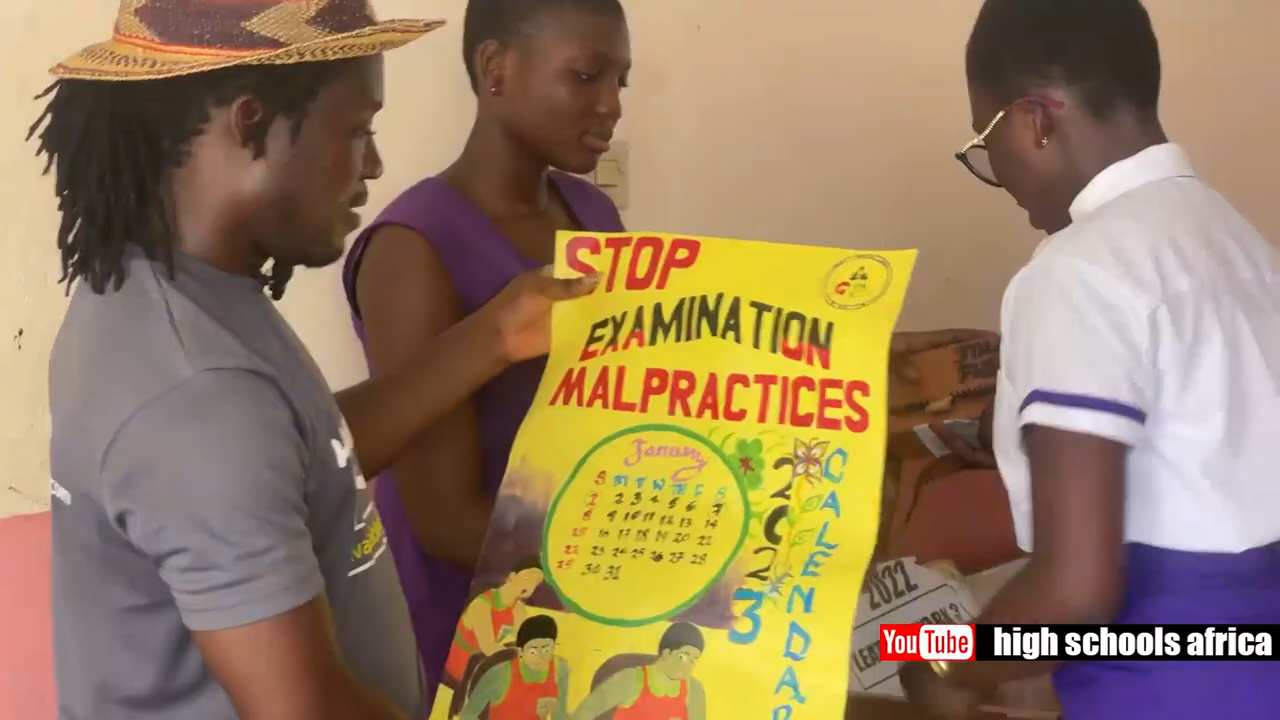 STOP
EXAMINATION
MALPRACTICES
January
S M T W T F S
1 2 3 4 5 6 7
8 9 10 11 12 13 14
15 16 17 18 19 20 21
22 23 24 25 26 27 28
29 30 31
2023
CALENDAR
2022
YouTube high schools africa